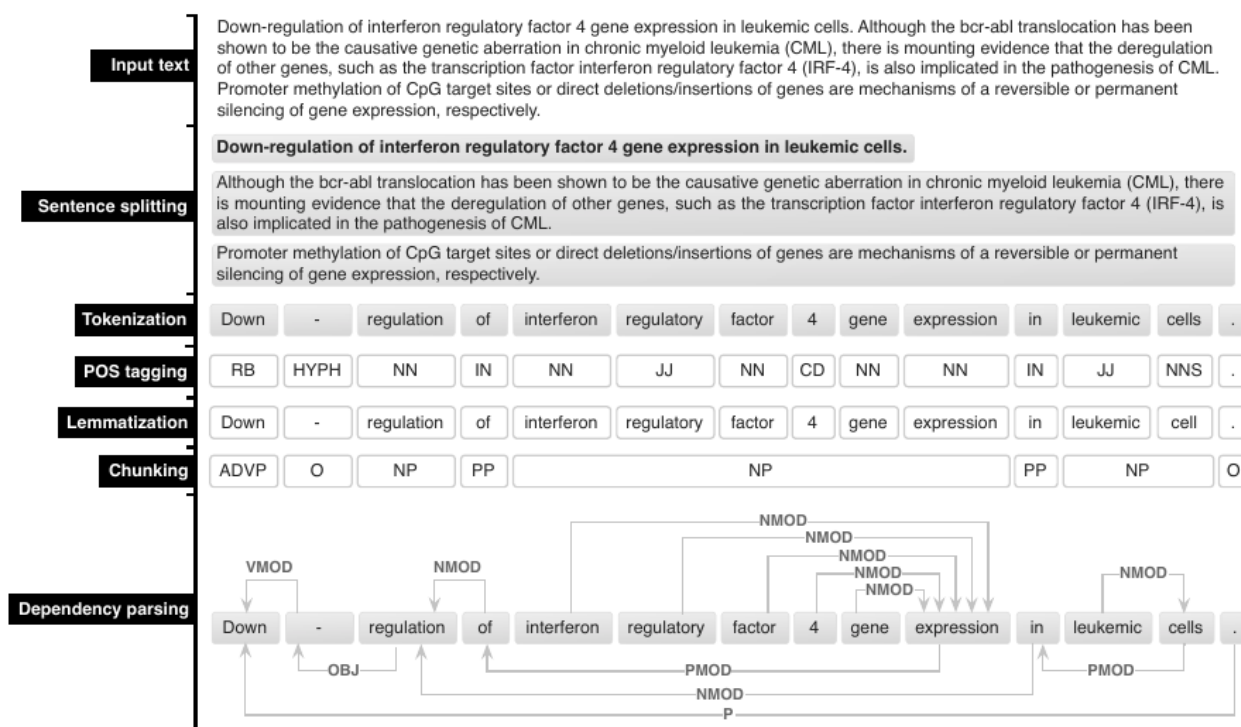 Down-regulation of interferon regulatory factor 4 gene expression in leukemic cells. Although the bcr-abl translocation has been
shown to be the causative genetic aberration in chronic myeloid leukemia (CML), there is mounting evidence that the deregulation
Input text
of other genes, such as the transcription factor interferon regulatory factor 4 (IRF-4), is also implicated in the pathogenesis of CML.
Promoter methylation of CpG target sites or direct deletions/insertions of genes are mechanisms of a reversible or permanent
silencing of gene expression, respectively.
Down-regulation of interferon regulatory factor 4 gene expression in leukemic cells.
Although the bcr-abl translocation has been shown to be the causative genetic aberration in chronic myeloid leukemia (CML), there
Sentence splitting
is mounting evidence that the deregulation of other genes, such as the transcription factor interferon regulatory factor 4 (IRF-4), is
also implicated in the pathogenesis of CML.
Promoter methylation of CpG target sites or direct deletions/insertions of genes are mechanisms of a reversible or permanent
silencing of gene expression, respectively.
Tokenization Down - regulation of interferon regulatory factor 4 gene expression in leukemic cells .
POS tagging RB HYPH NN IN NN JJ NN CD NN NN IN JJ NNS .
Lemmatization Down - regulation of interferon regulatory factor 4 gene expression in leukemic cell .
Chunking ADVP O NP PP NP PP NP O
NMOD
NMOD
NMOD
VMOD NMOD NMOD NMOD
NMOD
Dependency parsing
Down - regulation of interferon regulatory factor 4 gene expression in leukemic cells .
OBJ PMOD PMOD
NMOD
P